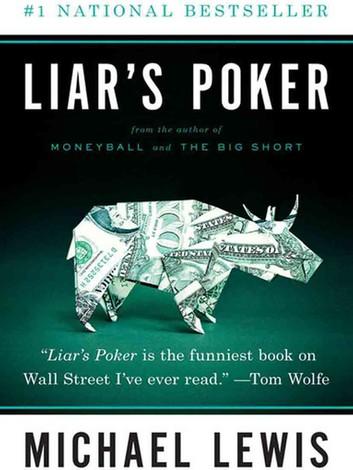 #1 NATIONAL BESTSELLER
LIAR'S POKER
from the author of
MONEYBALL and THE BIG SHORT
“Liar's Poker is the funniest book on
Wall Street I've ever read.” —Tom Wolfe
MICHAEL LEWIS